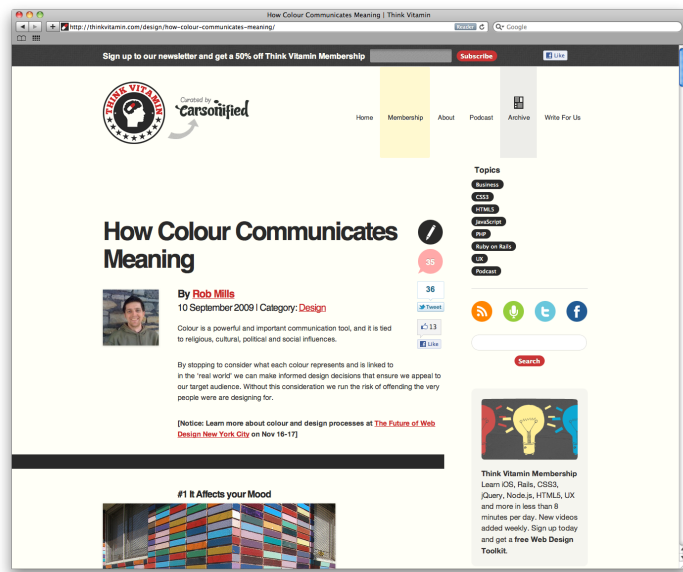 How Colour Communicates Meaning | Think Vitamin
http://thinkvitamin.com/design/how-colour-communicates-meaning/
Reader
Google
Sign up to our newsletter and get a 50% off Think Vitamin Membership
Subscribe
Like
THINK VITAMIN
Curated by
Carsonified
Home
Membership
About
Podcast
Archive
Write For Us
Topics
Business
CSS3
HTML5
JavaScript
PHP
Ruby on Rails
UX
Podcast
How Colour Communicates
Meaning
35
36
Tweet
13
Like
By Rob Mills
10 September 2009 | Category: Design
Colour is a powerful and important communication tool, and it is tied
to religious, cultural, political and social influences.
By stopping to consider what each colour represents and is linked to
in the 'real world' we can make informed design decisions that ensure we appeal to
our target audience. Without this consideration we run the risk of offending the very
people were are designing for.
[Notice: Learn more about colour and design processes at The Future of Web
Design New York City on Nov 16-17]
Search
Think Vitamin Membership
Learn iOS, Rails, CSS3,
jQuery, Node.js, HTML5, UX
and more in less than 8
minutes per day. New videos
added weekly. Sign up today
and get a free Web Design
Toolkit.
#1 It Affects your Mood